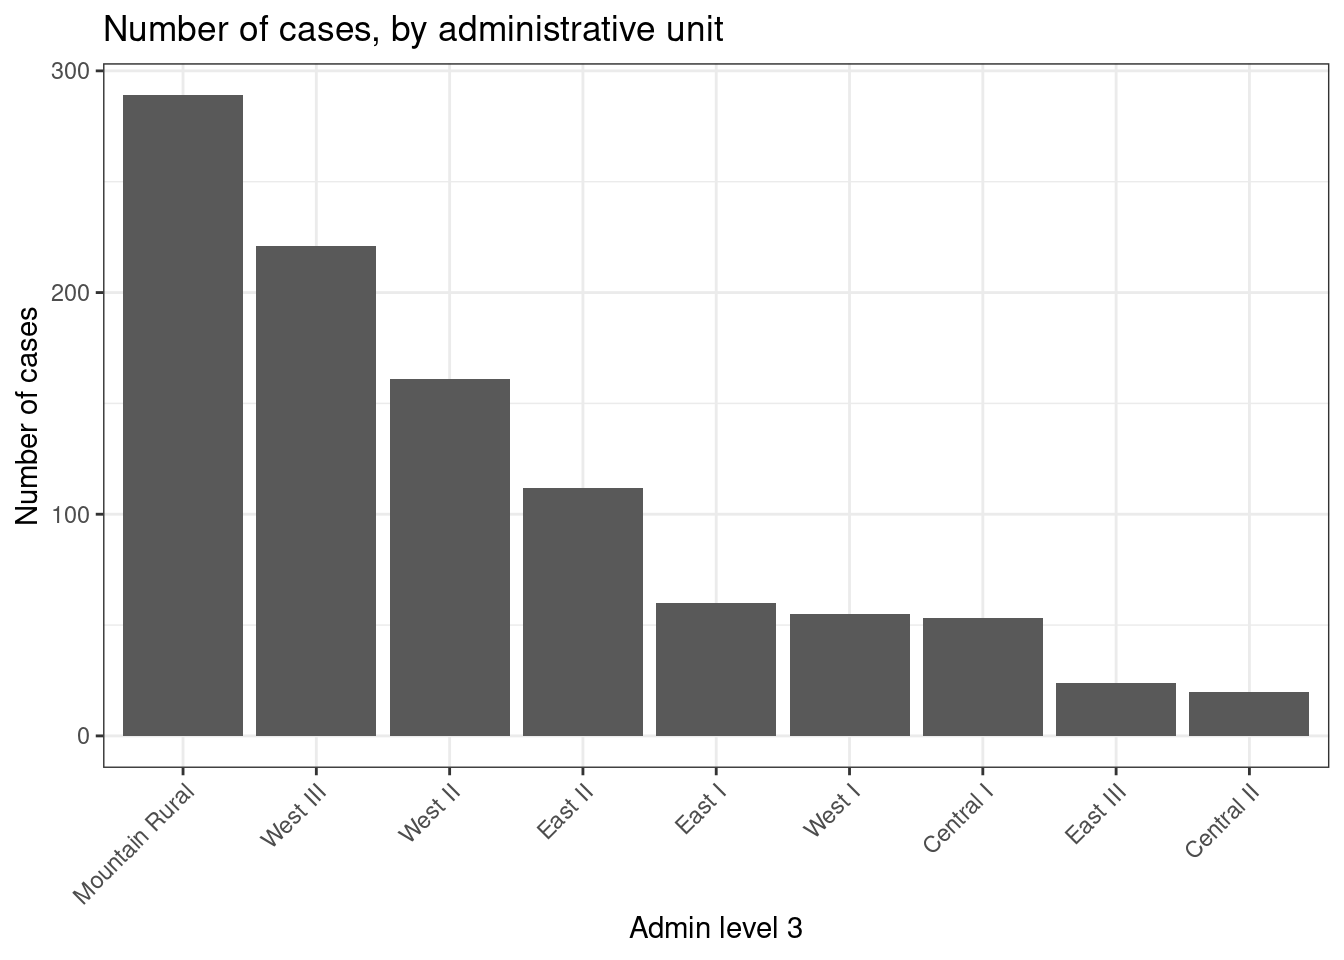 Number of cases, by administrative unit
Number of cases
300
200
100
0
Mountain Rural
West III
West II
East II
East I
West I
Central I
East III
Central II
Admin level 3